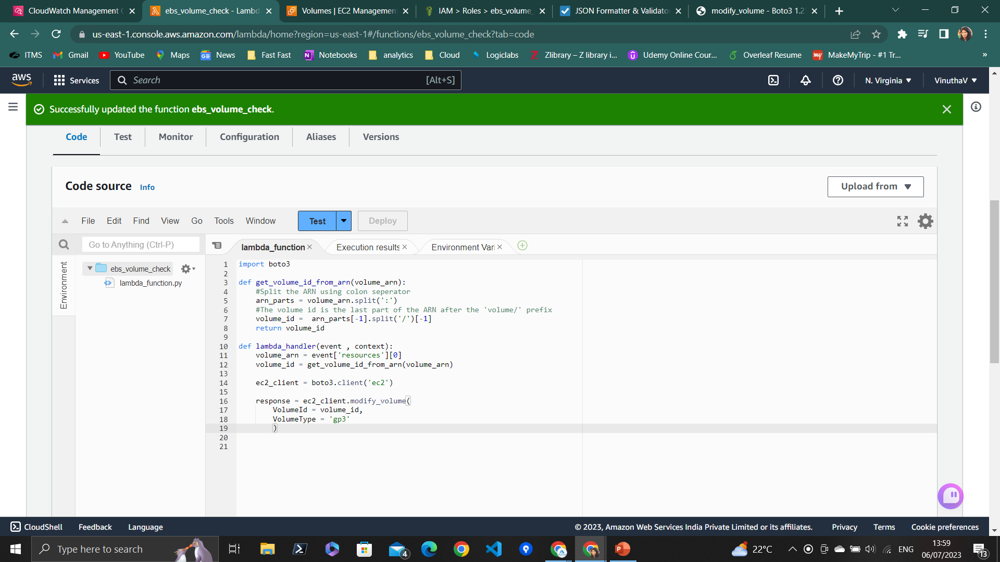 CloudWatch Management
ebs_volume_check - Lambd
Volumes | EC2 Management
IAM > Roles > ebs_volume_
JSON Formatter & Validato
modify_volume - Boto3 1.2
us-east-1.console.aws.amazon.com/lambda/home?region=us-east-1#/functions/ebs_volume_check?tab=code
ITMS Gmail YouTube Maps News Fast Fast Notebooks analytics Cloud Logiclabs Zlibrary – Z library i... Udemy Online Cour... Overleaf Resume MakeMyTrip - #1 Tr... »
aws Services Search [Alt+S] N. Virginia VinuthaV
Successfully updated the function ebs_volume_check.
Code Test Monitor Configuration Aliases Versions
Code source Info Upload from
File Edit Find View Go Tools Window Test Deploy
Go to Anything (Ctrl-P) lambda_function Execution results Environment Vari
Environment
ebs_volume_check
lambda_function.py
1 import boto3
2
3 def get_volume_id_from_arn(volume_arn):
4 #Split the ARN using colon seperator
5 arn_parts = volume_arn.split(':')
6 #The volume id is the last part of the ARN after the 'volume/' prefix
7 volume_id =  arn_parts[-1].split('/')[-1]
8 return volume_id
9
10 def lambda_handler(event , context):
11 volume_arn = event['resources'][0]
12 volume_id = get_volume_id_from_arn(volume_arn)
13
14 ec2_client = boto3.client('ec2')
15
16 response = ec2_client.modify_volume(
17 VolumeId = volume_id,
18 VolumeType = 'gp3'
19 )
20
21
CloudShell Feedback Language © 2023, Amazon Web Services India Private Limited or its affiliates. Privacy Terms Cookie preferences
Type here to search 4 22°C ENG 13:59
06/07/2023 13